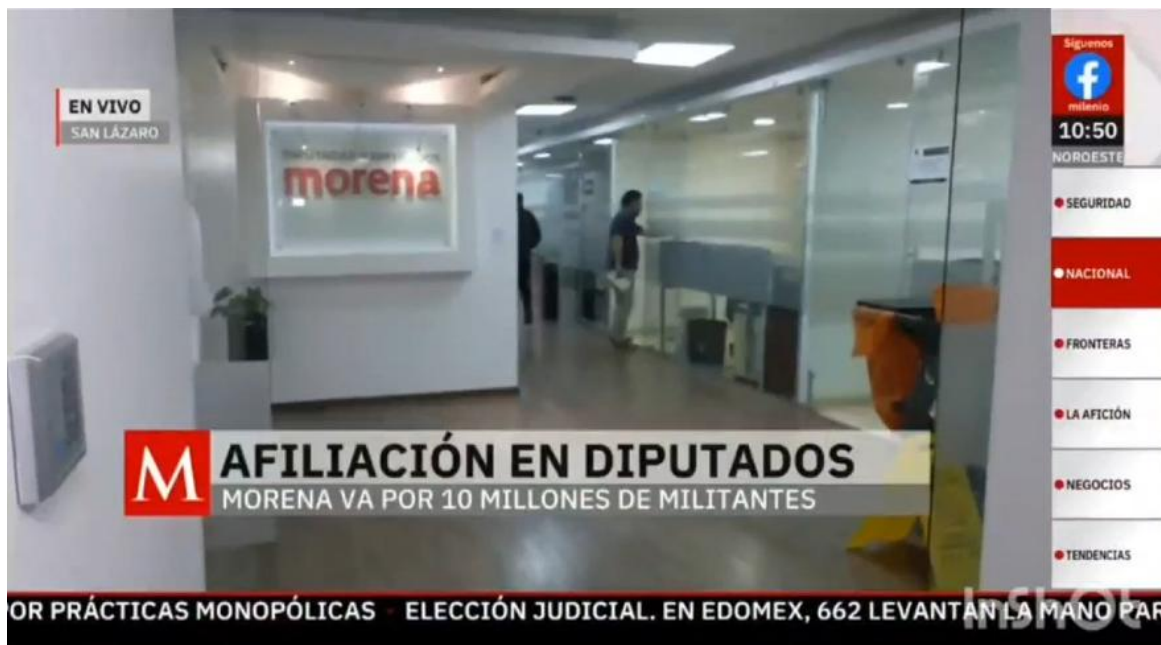 EN VIVO
SAN LÁZARO
morena
Síguenos
milenio
10:50
NOROESTE
SEGURIDAD
NACIONAL
FRONTERAS
LA AFICIÓN
NEGOCIOS
TENDENCIAS
M AFILIACIÓN EN DIPUTADOS
MORENA VA POR 10 MILLONES DE MILITANTES
OR PRÁCTICAS MONOPÓLICAS - ELECCIÓN JUDICIAL. EN EDOMEX, 662 LEVANTAN LA MANO PAR
InShOt